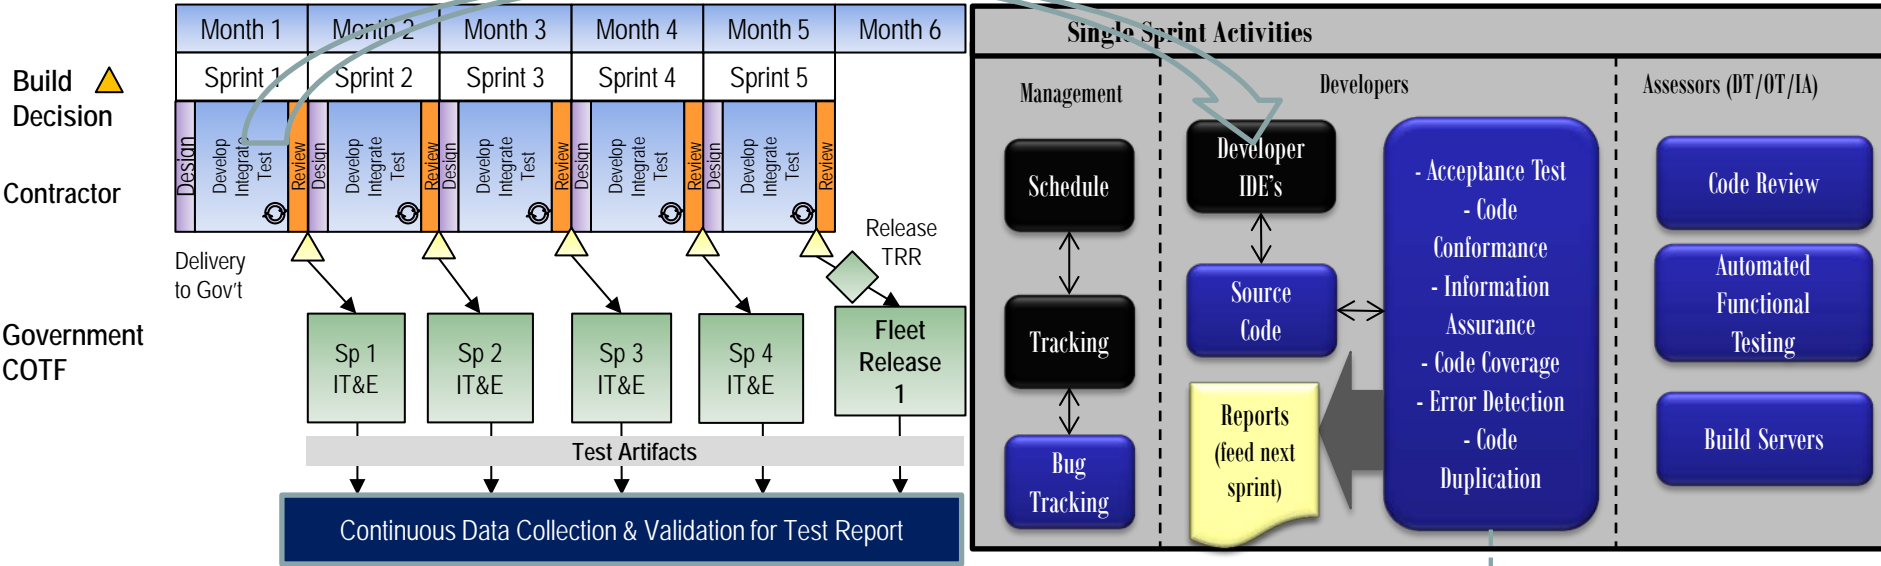 Month 1
Month 2
Month 3
Month 4
Month 5
Month 6
Sprint 1
Sprint 2
Sprint 3
Sprint 4
Sprint 5
Build
Decision
Contractor
Government
COTF
Design
Develop
Integrate
Test
Review
Design
Develop
Integrate
Test
Review
Design
Develop
Integrate
Test
Review
Design
Develop
Integrate
Test
Review
Design
Develop
Integrate
Test
Review
Delivery
to Gov't
Release
TRR
Sp 1
IT&E
Sp 2
IT&E
Sp 3
IT&E
Sp 4
IT&E
Fleet
Release
1
Test Artifacts
Continuous Data Collection & Validation for Test Report
Single Sprint Activities
Management
Schedule
Tracking
Bug
Tracking
Developers
Developer
IDE's
Source
Code
Reports
(feed next
sprint)
- Acceptance Test
- Code
Conformance
- Information
Assurance
- Code Coverage
- Error Detection
- Code
Duplication
Assessors (DT/OT/IA)
Code Review
Automated
Functional
Testing
Build Servers